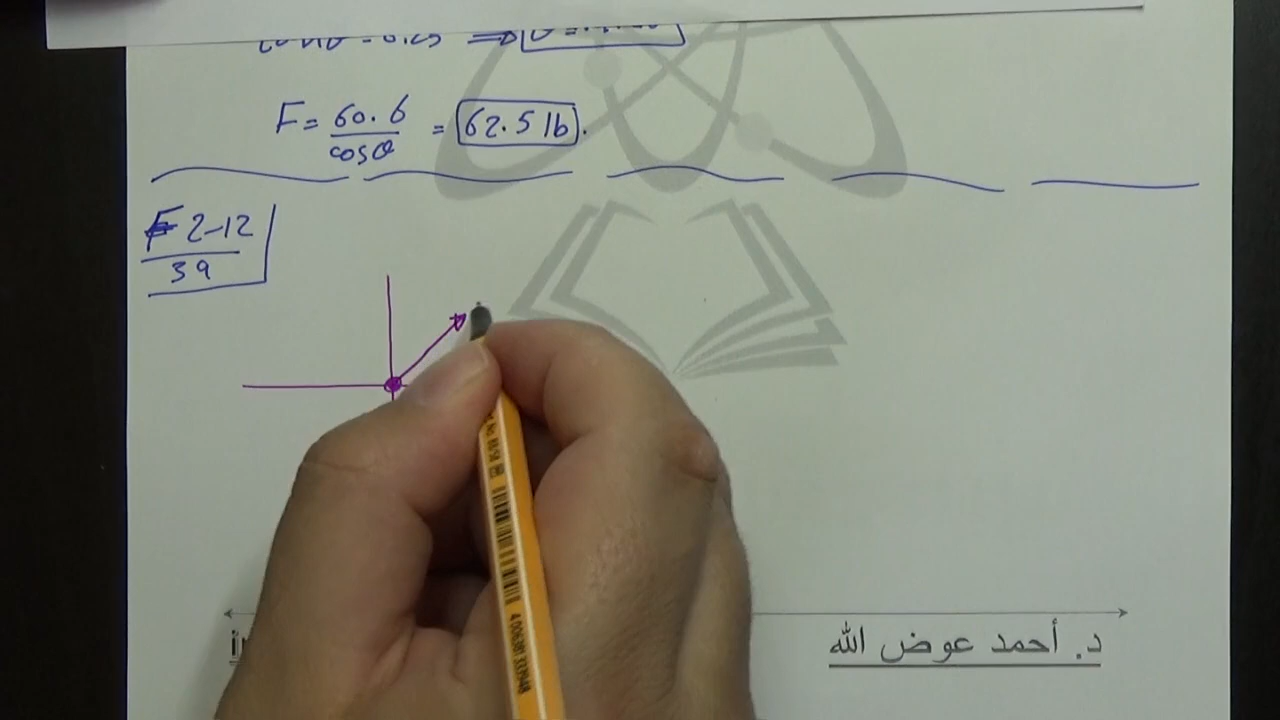 F = 60.6 / cosθ = 62.5 lb.
F 2-12
39
د. أحمد عوض الله